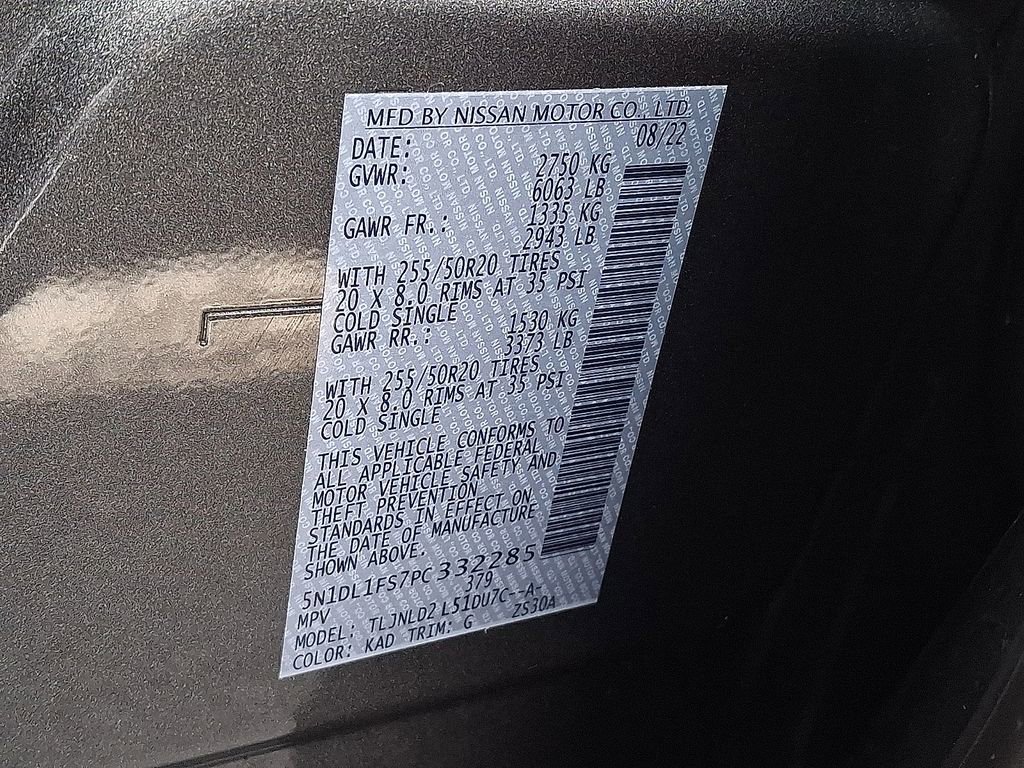 MFD BY NISSAN MOTOR CO., LTD.
DATE: 08/22
GVWR: 2750 KG
6063 LB
GAWR FR.: 1335 KG
2943 LB
WITH 255/50R20 TIRES
20 X 8.0 RIMS AT 35 PSI
COLD SINGLE
GAWR RR.: 1530 KG
3373 LB
WITH 255/50R20 TIRES
20 X 8.0 RIMS AT 35 PSI
COLD SINGLE
THIS VEHICLE CONFORMS TO
ALL APPLICABLE FEDERAL
MOTOR VEHICLE SAFETY AND
THEFT PREVENTION
STANDARDS IN EFFECT ON
THE DATE OF MANUFACTURE
SHOWN ABOVE.
5N1DL1FS7PC332285
MPV 379
MODEL: TLJNLD2 L51DU7C--A-
COLOR: KAD TRIM: G ZS30A